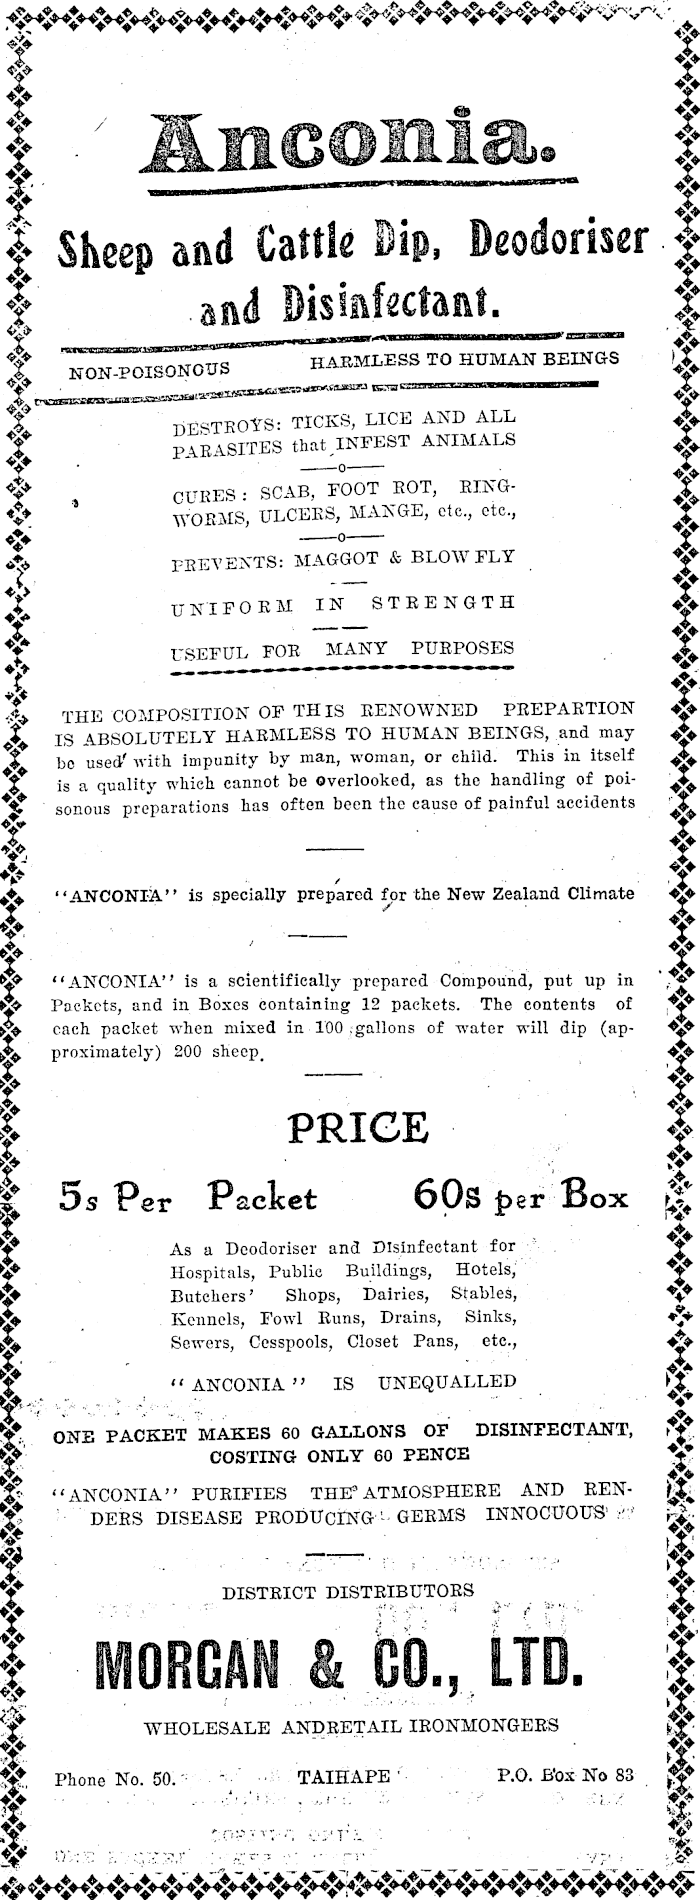 Anconia.
Sheep and Cattle Dip, Deodoriser
and Disinfectant.
NON-POISONOUS HARMLESS TO HUMAN BEINGS
DESTROYS: TICKS, LICE AND ALL
PARASITES that INFEST ANIMALS
CURES: SCAB, FOOT ROT, RING-
WORMS, ULCERS, MANGE, etc., etc.,
PREVENTS: MAGGOT & BLOW FLY
UNIFORM IN STRENGTH
USEFUL FOR MANY PURPOSES
THE COMPOSITION OF THIS RENOWNED PREPARTION
IS ABSOLUTELY HARMLESS TO HUMAN BEINGS, and may
be used with impunity by man, woman, or child. This in itself
is a quality which cannot be overlooked, as the handling of poi-
sonous preparations has often been the cause of painful accidents
"ANCONIA" is specially prepared for the New Zealand Climate
"ANCONIA" is a scientifically prepared Compound, put up in
Packets, and in Boxes containing 12 packets. The contents of
each packet when mixed in 100 gallons of water will dip (ap-
proximately) 200 sheep.
PRICE
5s Per Packet 60s per Box
As a Deodoriser and Disinfectant for
Hospitals, Public Buildings, Hotels,
Butchers' Shops, Dairies, Stables,
Kennels, Fowl Runs, Drains, Sinks,
Sewers, Cesspools, Closet Pans, etc.,
"ANCONIA" IS UNEQUALLED
ONE PACKET MAKES 60 GALLONS OF DISINFECTANT,
COSTING ONLY 60 PENCE
"ANCONIA" PURIFIES THE ATMOSPHERE AND REN-
DERS DISEASE PRODUCING GERMS INNOCUOUS
DISTRICT DISTRIBUTORS
MORGAN & CO., LTD.
WHOLESALE ANDRETAIL IRONMONGERS
Phone No. 50. TAIHAPE P.O. Box No 83